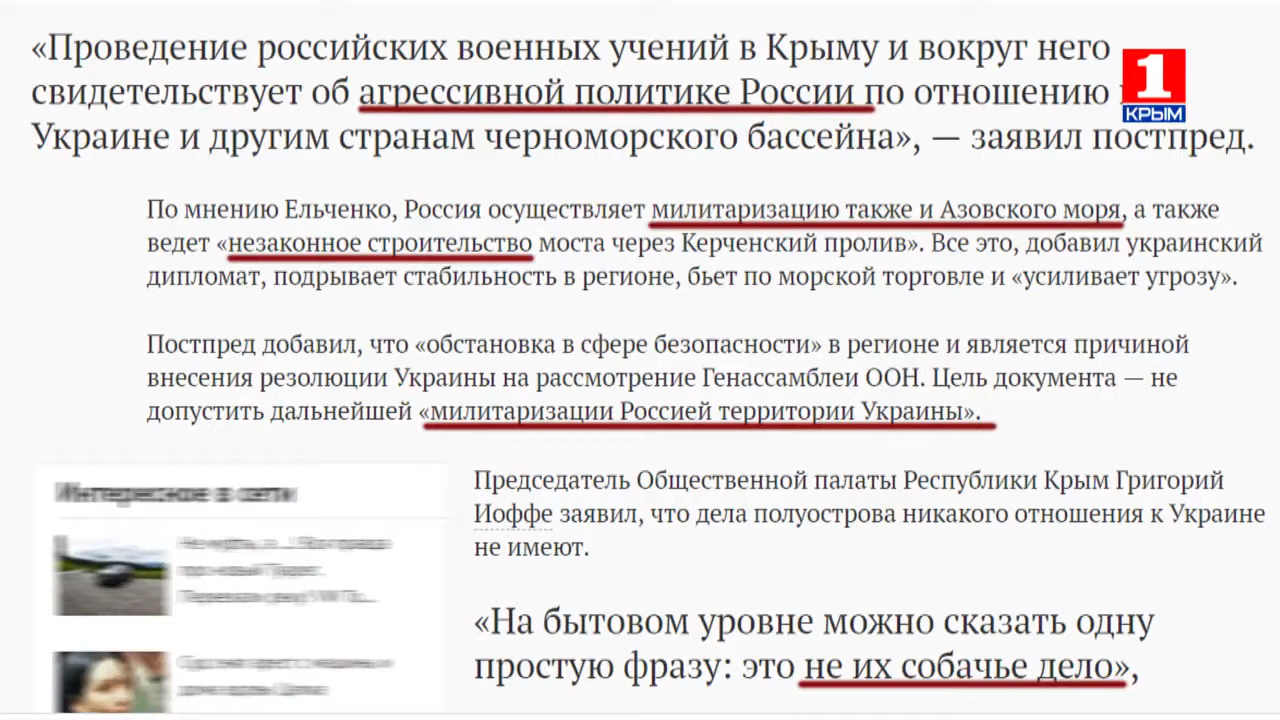 «Проведение российских военных учений в Крыму и вокруг него
свидетельствует об агрессивной политике России по отношению
Украине и другим странам черноморского бассейна», — заявил постпред.
1
КРЫМ
По мнению Ельченко, Россия осуществляет милитаризацию также и Азовского моря, а также
ведет «незаконное строительство моста через Керченский пролив». Все это, добавил украинский
дипломат, подрывает стабильность в регионе, бьет по морской торговле и «усиливает угрозу».
Постпред добавил, что «обстановка в сфере безопасности» в регионе и является причиной
внесения резолюции Украины на рассмотрение Генассамблеи ООН. Цель документа — не
допустить дальнейшей «милитаризации Россией территории Украины».
Интересное в сети
Председатель Общественной палаты Республики Крым Григорий
Иоффе заявил, что дела полуострова никакого отношения к Украине
не имеют.
«На бытовом уровне можно сказать одну
простую фразу: это не их собачье дело»,